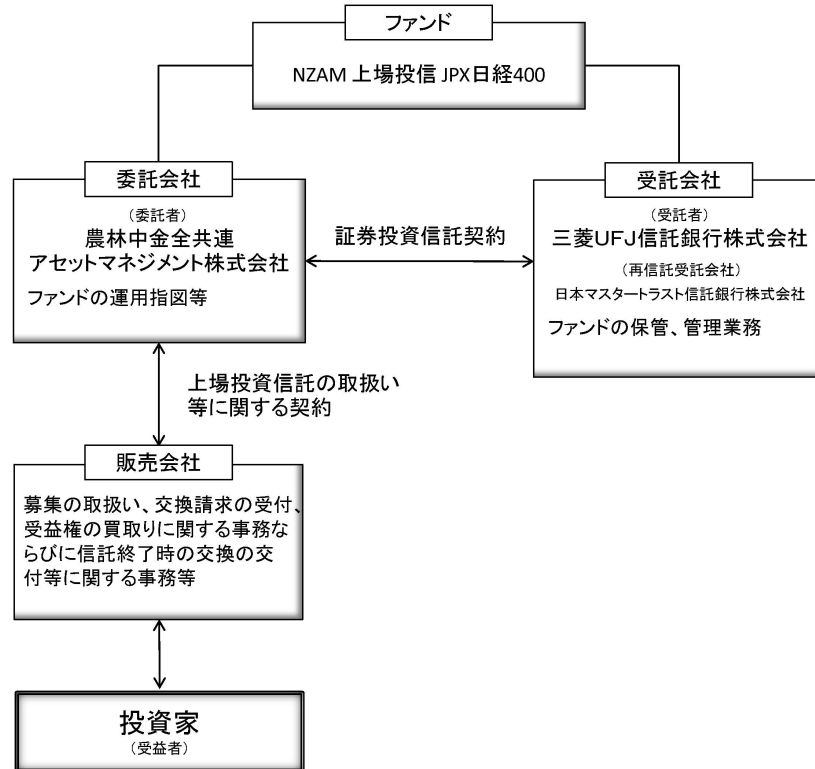 ファンド
NZAM 上場投信 JPX日経400
委託会社
(委託者)
農林中金全共連
アセットマネジメント株式会社
ファンドの運用指図等
証券投資信託契約
受託会社
(受託者)
三菱UFJ信託銀行株式会社
(再信託受託会社)
日本マスタートラスト信託銀行株式会社
ファンドの保管、管理業務
上場投資信託の取扱い
等に関する契約
販売会社
募集の取扱い、交換請求の受付、
受益権の買取りに関する事務な
らびに信託終了時の交換の交
付等に関する事務等
投資家
(受益者)